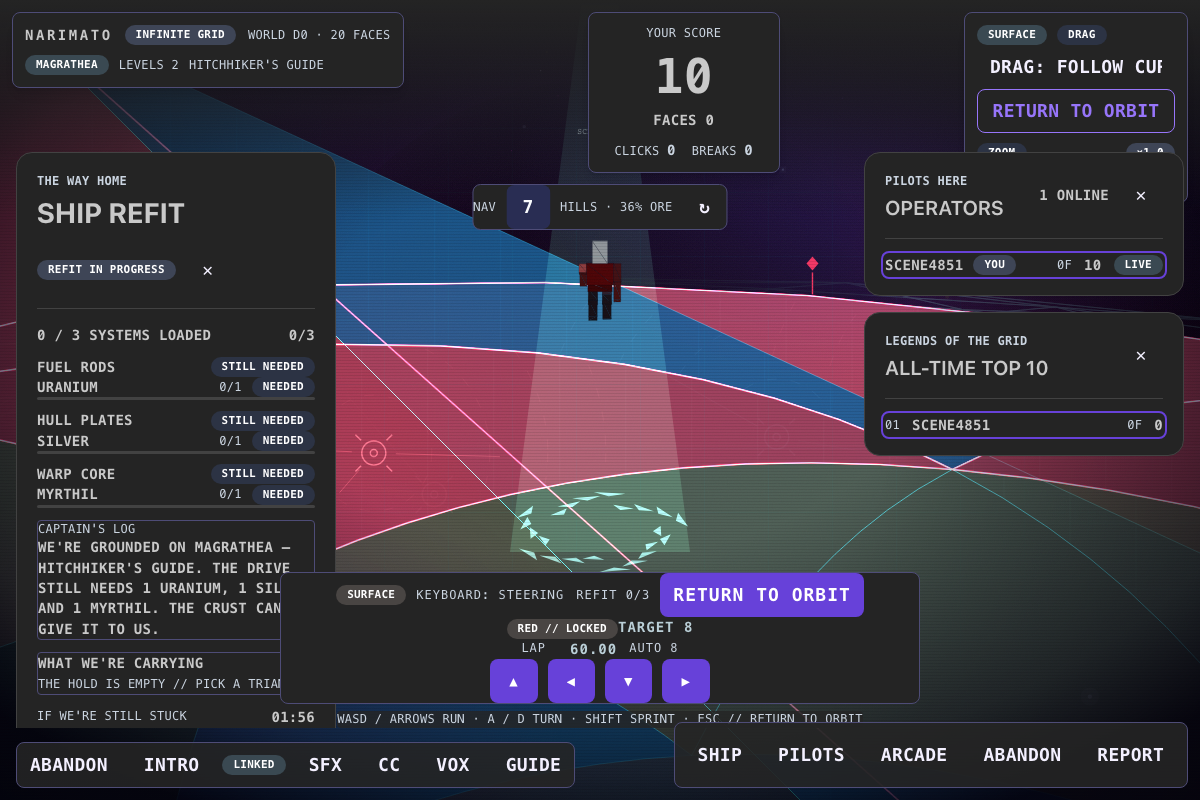 NARIMATO INFINITE GRID WORLD D0 · 20 FACES
MAGRATHEA LEVELS 2 HITCHHIKER'S GUIDE
YOUR SCORE
10
FACES 0
CLICKS 0 BREAKS 0
SURFACE DRAG
DRAG: FOLLOW
RETURN TO ORBIT
ZOOM ×1.0
THE WAY HOME
SHIP REFIT
REFIT IN PROGRESS ×
0 / 3 SYSTEMS LOADED 0/3
FUEL RODS STILL NEEDED
URANIUM 0/1 NEEDED
HULL PLATES STILL NEEDED
SILVER 0/1 NEEDED
WARP CORE STILL NEEDED
MYRTHIL 0/1 NEEDED
CAPTAIN'S LOG
WE'RE GROUNDED ON MAGRATHEA —
HITCHHIKER'S GUIDE. THE DRIVE
STILL NEEDS 1 URANIUM, 1 SIL
AND 1 MYRTHIL. THE CRUST CAN
GIVE IT TO US.
WHAT WE'RE CARRYING
THE HOLD IS EMPTY // PICK A
IF WE'RE STILL STUCK 01:56
NAV 7 HILLS · 36% ORE ↻
PILOTS HERE
OPERATORS 1 ONLINE ×
SCENE4851 YOU 0F 10 LIVE
LEGENDS OF THE GRID
ALL-TIME TOP 10 ×
01 SCENE4851 0F 0
SURFACE KEYBOARD: STEERING REFIT 0/3 RETURN TO ORBIT
RED // LOCKED TARGET 8
LAP 60.00 AUTO 8
▲ ◀ ▼ ▶
WASD / ARROWS RUN · A / D TURN · SHIFT SPRINT · ESC // RETURN TO ORBIT
ABANDON INTRO LINKED SFX CC VOX GUIDE
SHIP PILOTS ARCADE ABANDON REPORT